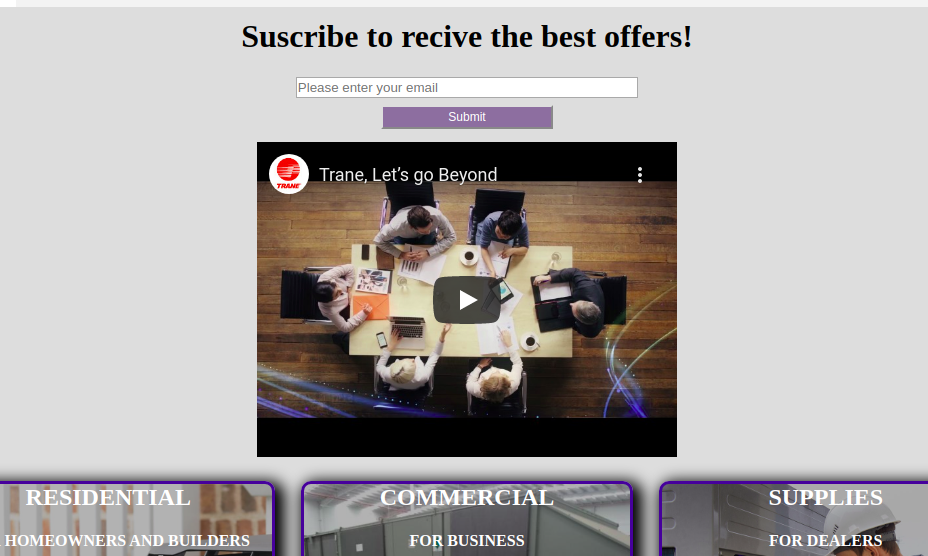 Suscribe to recive the best offers!
Please enter your email
Submit
TRANE
Trane, Let’s go Beyond
RESIDENTIAL
COMMERCIAL
SUPPLIES
HOMEOWNERS AND BUILDERS
FOR BUSINESS
FOR DEALERS